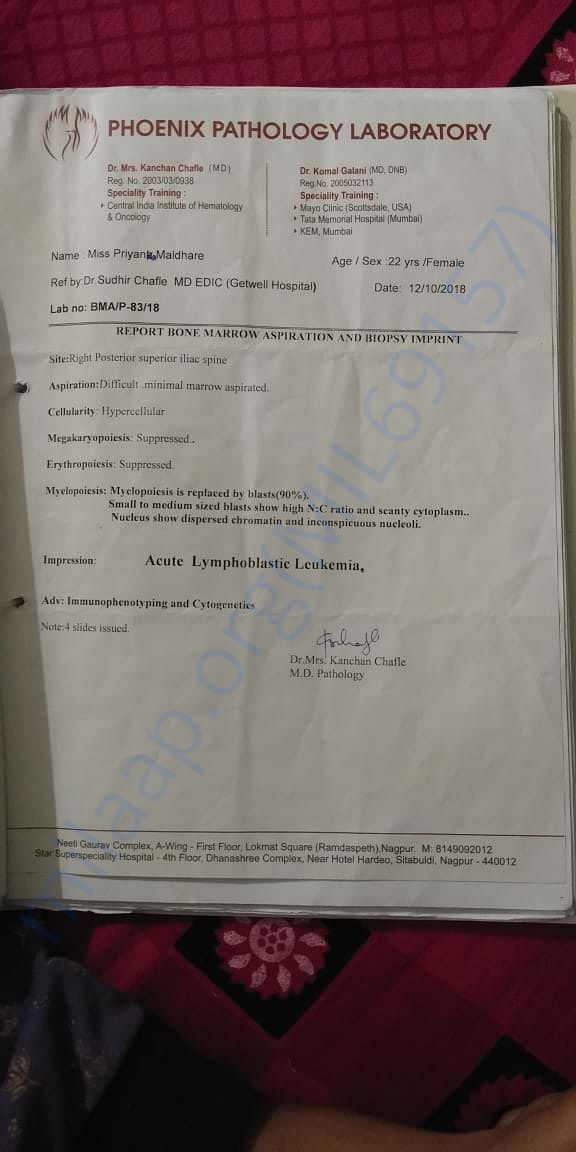 PHOENIX PATHOLOGY LABORATORY
Dr. Mrs. Kanchan Chafle (MD)
Reg. No. 2003/03/0938
Speciality Training :
‣ Central India Institute of Hematology
& Oncology
Dr. Komal Galani (MD, DNB)
Reg.No. 2005032113
Speciality Training :
‣ Mayo Clinic (Scottsdale, USA)
‣ Tata Memorial Hospital (Mumbai)
‣ KEM, Mumbai
Name : Miss Priyanka Maldhare
Age / Sex :22 yrs /Female
Ref by:Dr Sudhir Chafle MD EDIC (Getwell Hospital)
Date: 12/10/2018
Lab no: BMA/P-83/18
REPORT BONE MARROW ASPIRATION AND BIOPSY IMPRINT
Site:Right Posterior superior iliac spine
Aspiration:Difficult .minimal marrow aspirated.
Cellularity: Hypercellular
Megakaryopoiesis: Suppressed..
Erythropoiesis: Suppressed.
Myelopoiesis: Myelopoiesis is replaced by blasts(90%).
Small to medium sized blasts show high N:C ratio and scanty cytoplasm..
Nucleus show dispersed chromatin and inconspicuous nucleoli.
Impression: Acute Lymphoblastic Leukemia,
Adv: Immunophenotyping and Cytogenetics
Note:4 slides issued.
Dr.Mrs. Kanchan Chafle
M.D. Pathology
Neeti Gaurav Complex, A-Wing - First Floor, Lokmat Square (Ramdaspeth),Nagpur. M: 8149092012
Star Superspeciality Hospital - 4th Floor, Dhanashree Complex, Near Hotel Hardeo, Sitabuldi, Nagpur - 440012
milaap.org(MIL69157)